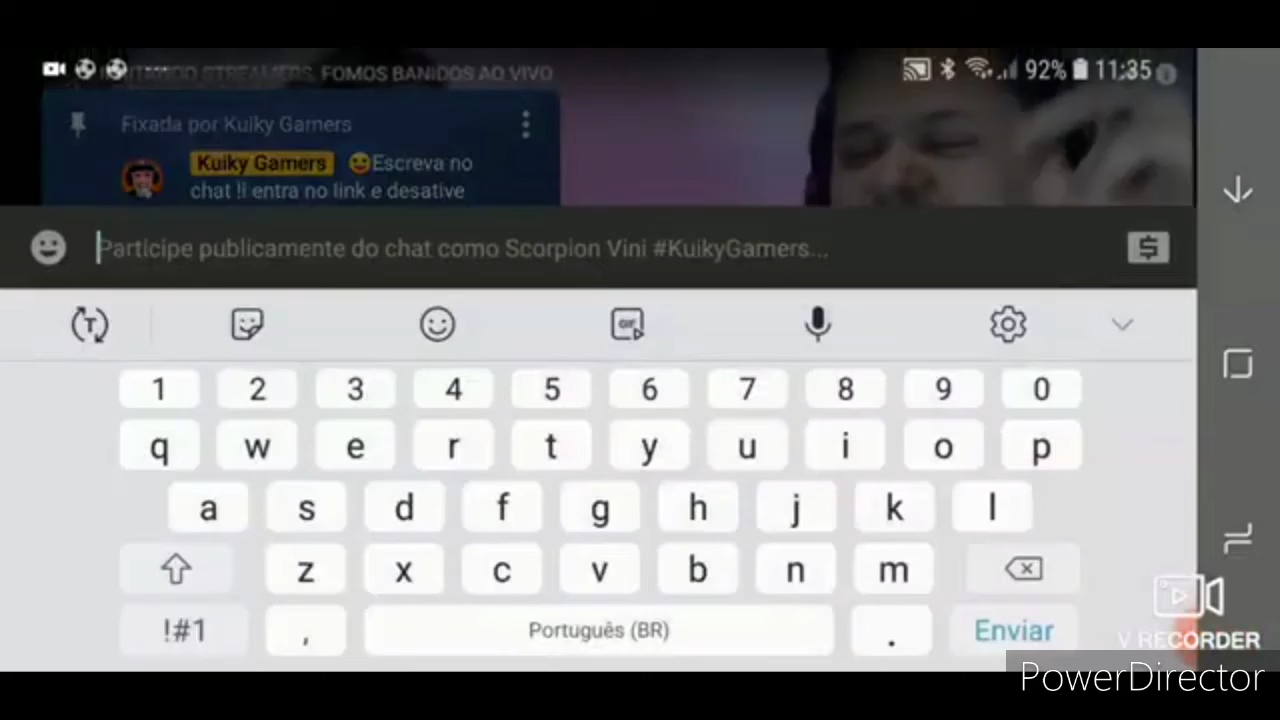 STREAMERS, FOMOS BANIDOS AO VIVO
92% 11:35
Fixada por Kuiky Gamers
Kuiky Gamers 😀Escreva no
chat !i entra no link e desative
Participe publicamente do chat como Scorpion Vini #KuikyGamers...
T
GIF
1 2 3 4 5 6 7 8 9 0
q w e r t y u i o p
a s d f g h j k l
z x c v b n m
!#1 , Português (BR) . Enviar
V RECORDER
PowerDirector